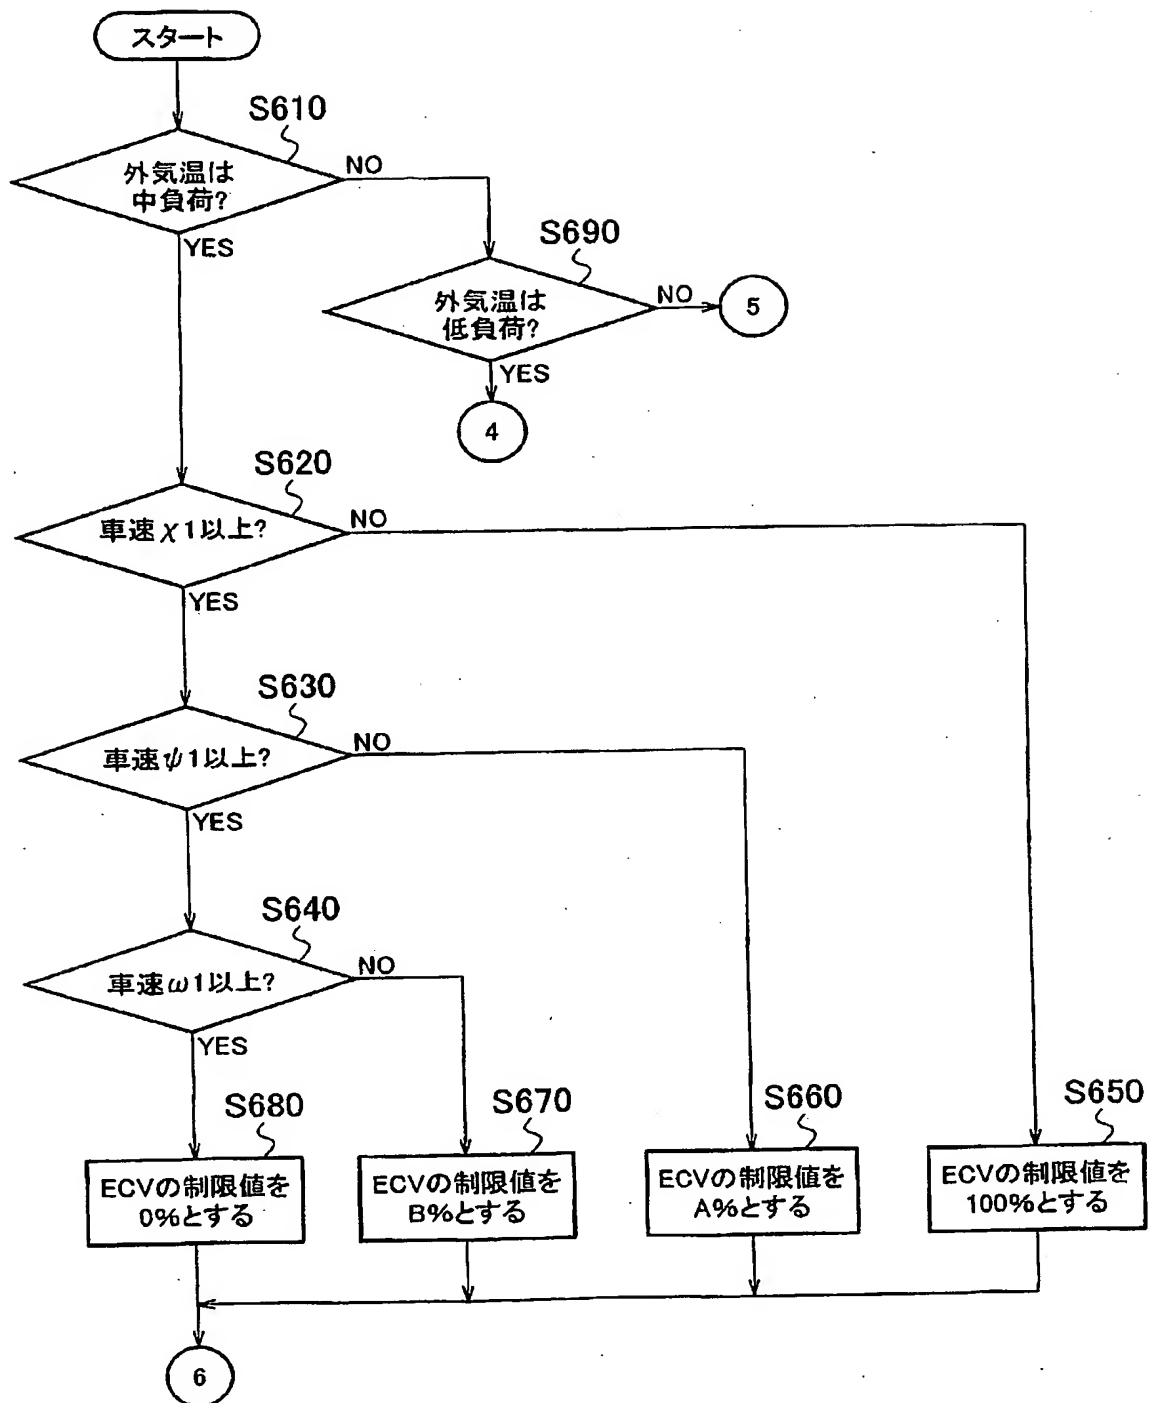 スタート
S610
外気温は
中負荷?
NO
YES
S690
外気温は
低負荷?
NO
5
YES
4
S620
車速χ1以上?
NO
YES
S630
車速ψ1以上?
NO
YES
S640
車速ω1以上?
NO
YES
S680
ECVの制限値を
0%とする
S670
ECVの制限値を
B%とする
S660
ECVの制限値を
A%とする
S650
ECVの制限値を
100%とする
6